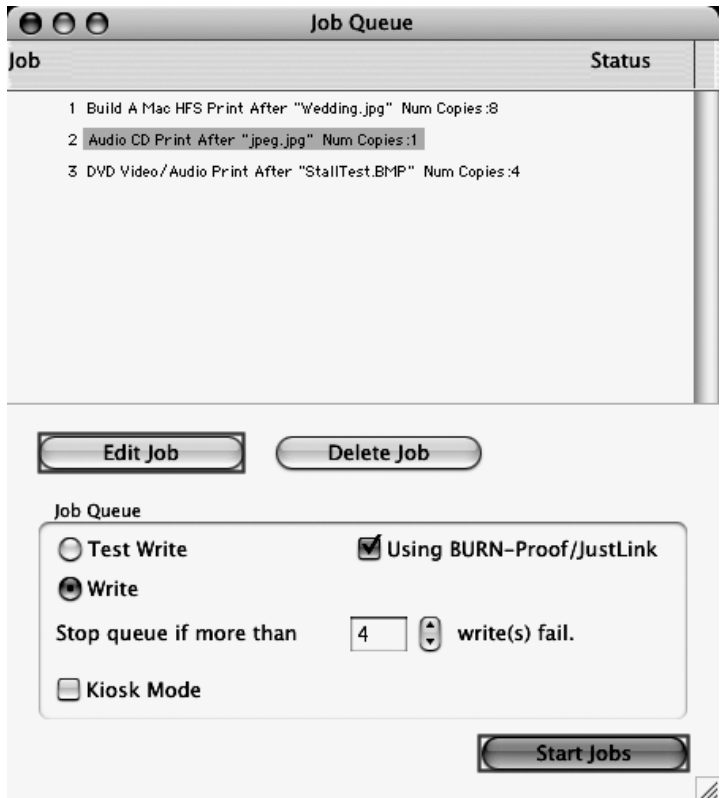 Job Queue
Job Status
1 Build A Mac HFS Print After "Wedding.jpg" Num Copies:8
2 Audio CD Print After "jpeg.jpg" Num Copies:1
3 DVD Video/Audio Print After "StallTest.BMP" Num Copies:4
Edit Job Delete Job
Job Queue
Test Write Using BURN-Proof/JustLink
Write
Stop queue if more than 4 write(s) fail.
Kiosk Mode
Start Jobs